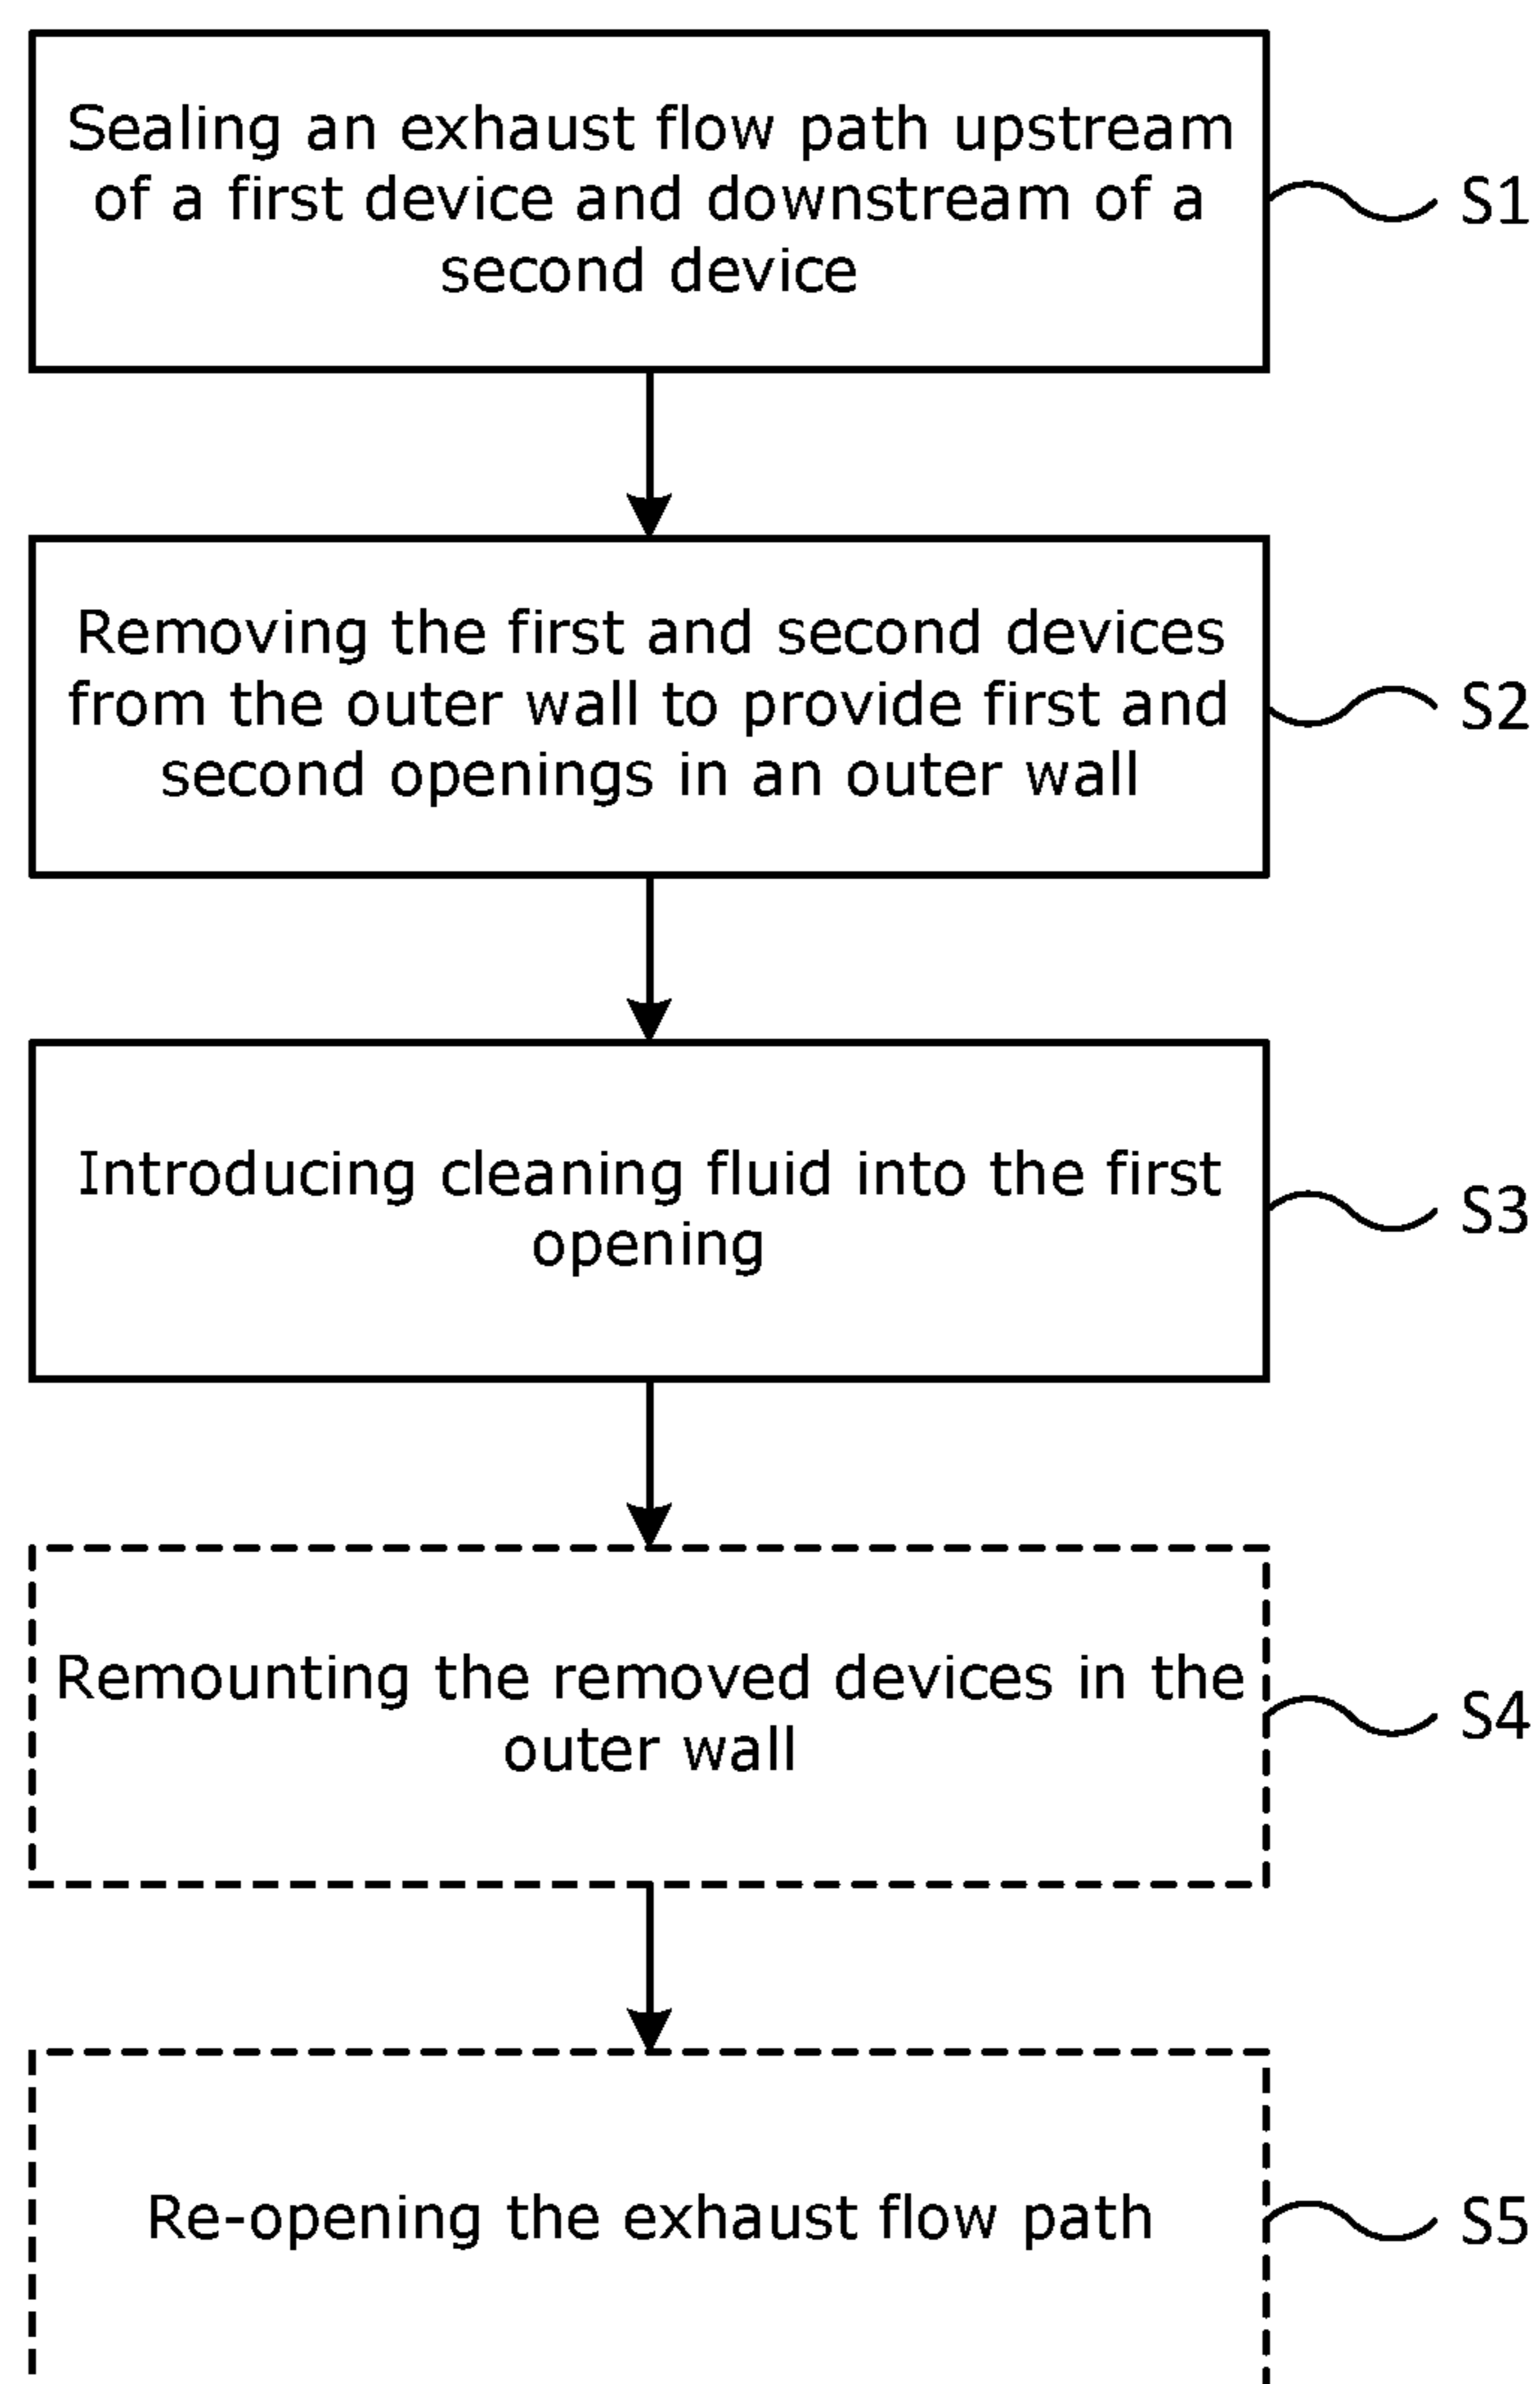 Sealing an exhaust flow path upstream
of a first device and downstream of a
second device
S1
Removing the first and second devices
from the outer wall to provide first and
second openings in an outer wall
S2
Introducing cleaning fluid into the first
opening
S3
Remounting the removed devices in the
outer wall
S4
Re-opening the exhaust flow path
S5